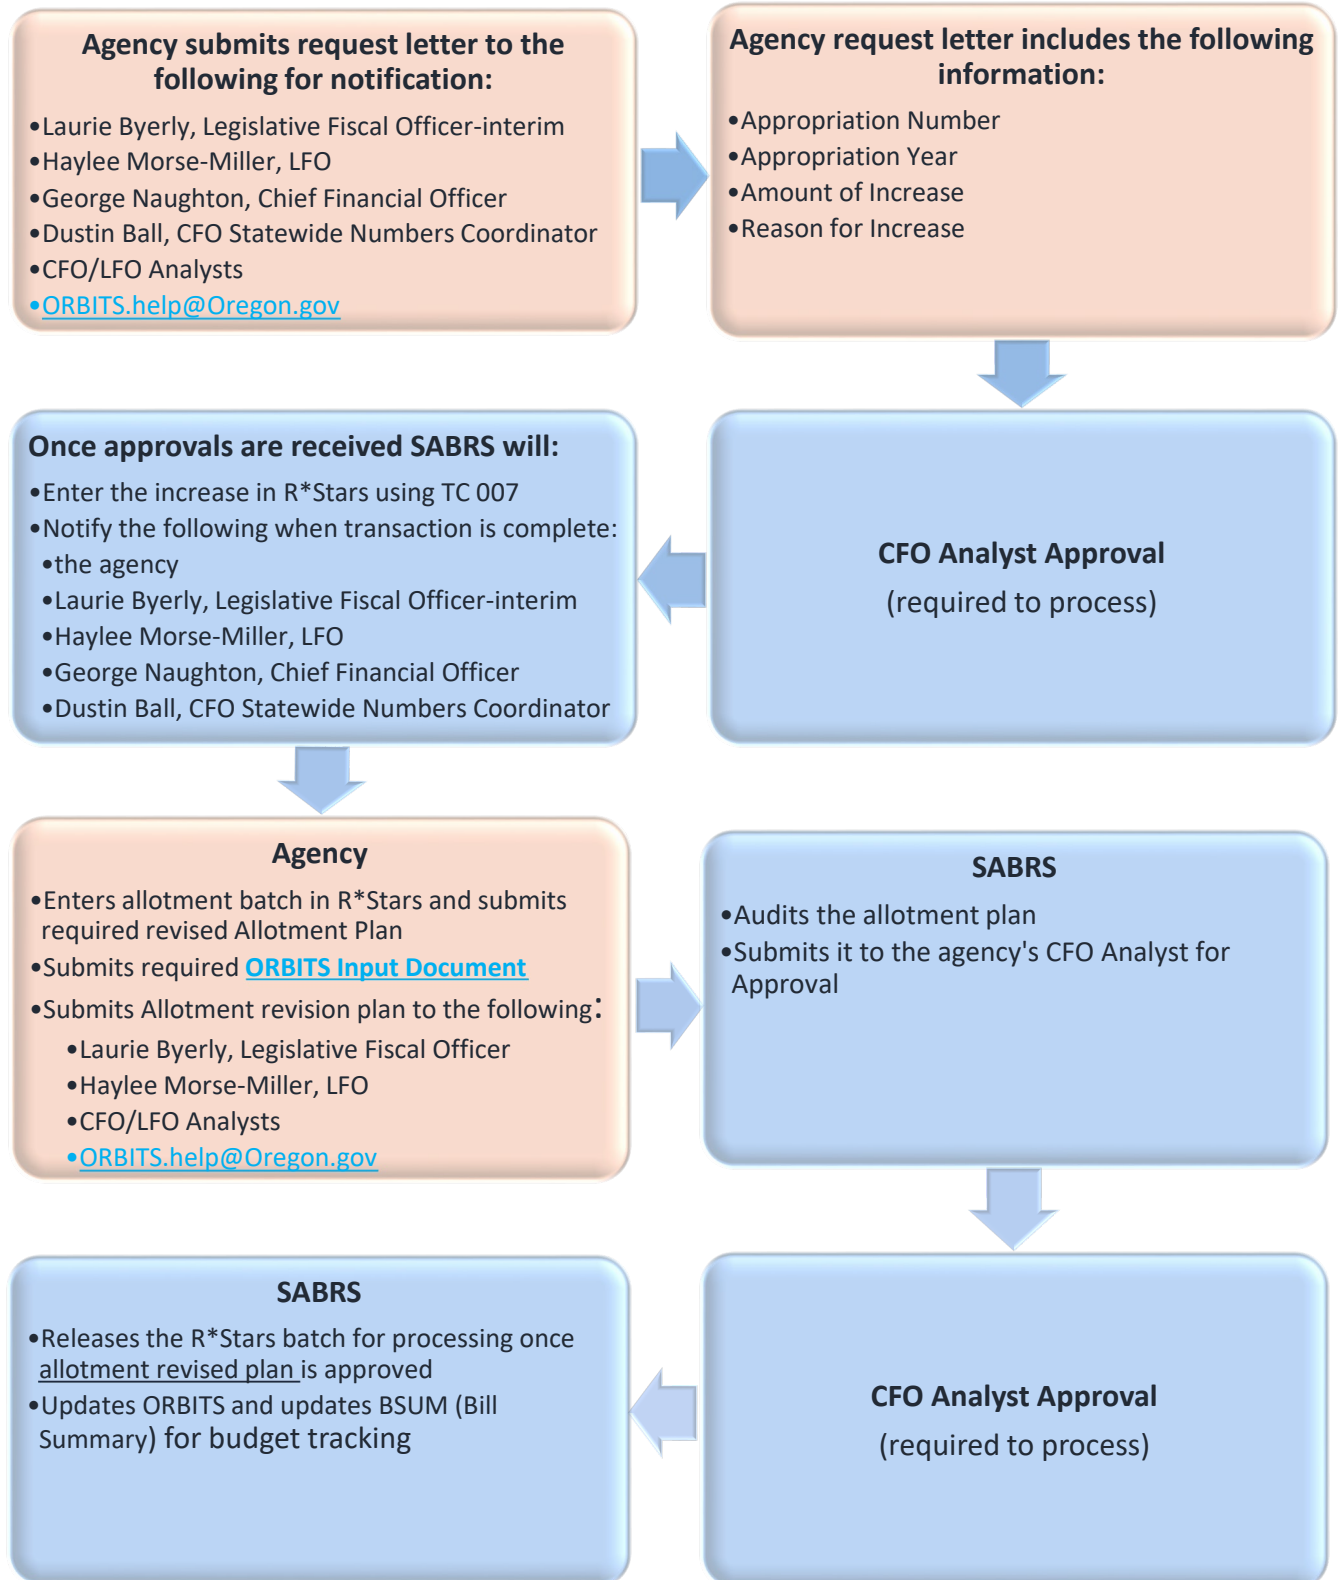 Agency submits request letter to the
following for notification:
•Laurie Byerly, Legislative Fiscal Officer-interim
•Haylee Morse-Miller, LFO
•George Naughton, Chief Financial Officer
•Dustin Ball, CFO Statewide Numbers Coordinator
•CFO/LFO Analysts
•ORBITS.help@Oregon.gov
Agency request letter includes the following
information:
•Appropriation Number
•Appropriation Year
•Amount of Increase
•Reason for Increase
CFO Analyst Approval
(required to process)
Once approvals are received SABRS will:
•Enter the increase in R*Stars using TC 007
•Notify the following when transaction is complete:
•the agency
•Laurie Byerly, Legislative Fiscal Officer-interim
•Haylee Morse-Miller, LFO
•George Naughton, Chief Financial Officer
•Dustin Ball, CFO Statewide Numbers Coordinator
Agency
•Enters allotment batch in R*Stars and submits
required revised Allotment Plan
•Submits required ORBITS Input Document
•Submits Allotment revision plan to the following:
•Laurie Byerly, Legislative Fiscal Officer
•Haylee Morse-Miller, LFO
•CFO/LFO Analysts
•ORBITS.help@Oregon.gov
SABRS
•Audits the allotment plan
•Submits it to the agency's CFO Analyst for
Approval
CFO Analyst Approval
(required to process)
SABRS
•Releases the R*Stars batch for processing once
allotment revised plan is approved
•Updates ORBITS and updates BSUM (Bill
Summary) for budget tracking